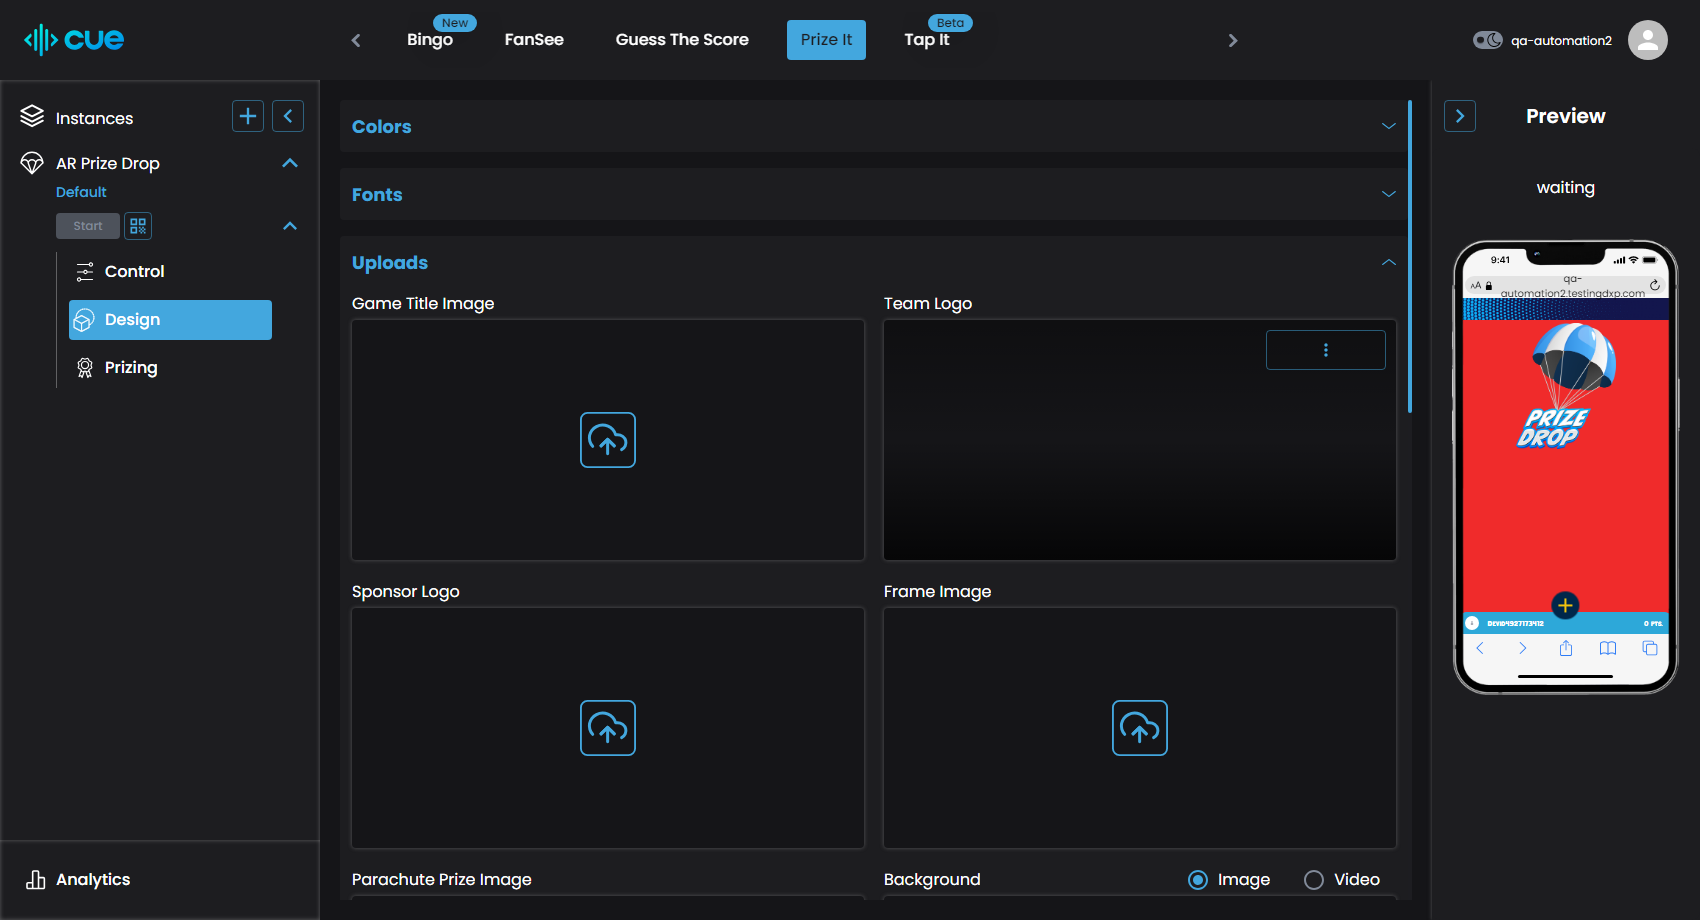 cue
New
Bingo
FanSee
Guess The Score
Prize It
Beta
Tap It
qa-automation2
Instances
AR Prize Drop
Default
Start
Control
Design
Prizing
Analytics
Colors
Fonts
Uploads
Game Title Image
Team Logo
Sponsor Logo
Frame Image
Parachute Prize Image
Background
Image
Video
Preview
waiting
9:41
AA
qa-
automation2.testingdxp.com
PRIZE
DROP
0 PTS.